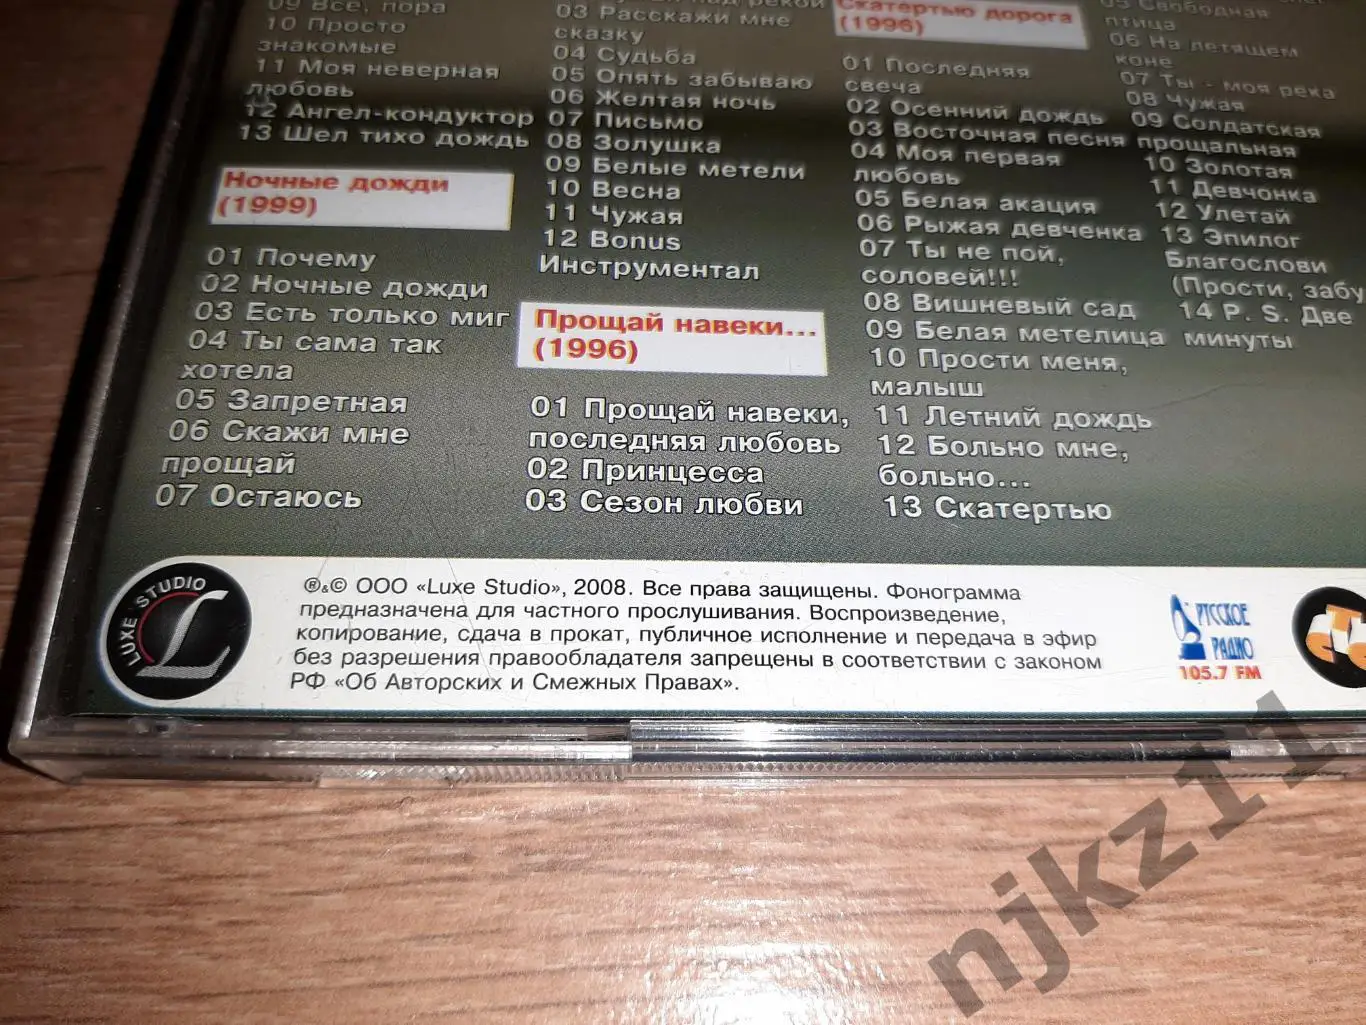 09 Все, пора
10 Просто
знакомые
11 Моя неверная
любовь
12 Ангел-кондуктор
13 Шел тихо дождь
Ночные дожди
(1999)
01 Почему
02 Ночные дожди
03 Есть только миг
04 Ты сама так
хотела
05 Запретная
06 Скажи мне
прощай
07 Остаюсь
над рекой
03 Расскажи мне
сказку
04 Судьба
05 Опять забываю
06 Желтая ночь
07 Письмо
08 Золушка
09 Белые метели
10 Весна
11 Чужая
12 Bonus
Инструментал
Прощай навеки...
(1996)
01 Прощай навеки,
последняя любовь
02 Принцесса
03 Сезон любви
Скатертью дорога
(1996)
01 Последняя
свеча
02 Осенний дождь
03 Восточная песня
04 Моя первая
любовь
05 Белая акация
06 Рыжая девченка
07 Ты не пой,
соловей!!!
08 Вишневый сад
09 Белая метелица
10 Прости меня,
малыш
11 Летний дождь
12 Больно мне,
больно...
13 Скатертью
05 Свободная
птица
06 На летящем
коне
07 Ты - моя река
08 Чужая
09 Солдатская
прощальная
10 Золотая
11 Девчонка
12 Улетай
13 Эпилог
Благослови
(Прости, забу
14 P. S. Две
минуты
LUXE STUDIO
L
®&© ООО «Luxe Studio», 2008. Все права защищены. Фонограмма
предназначена для частного прослушивания. Воспроизведение,
копирование, сдача в прокат, публичное исполнение и передача в эфир
без разрешения правообладателя запрещены в соответствии с законом
РФ «Об Авторских и Смежных Правах».
РУССКОЕ
РАДИО
105.7 FM
njkz11